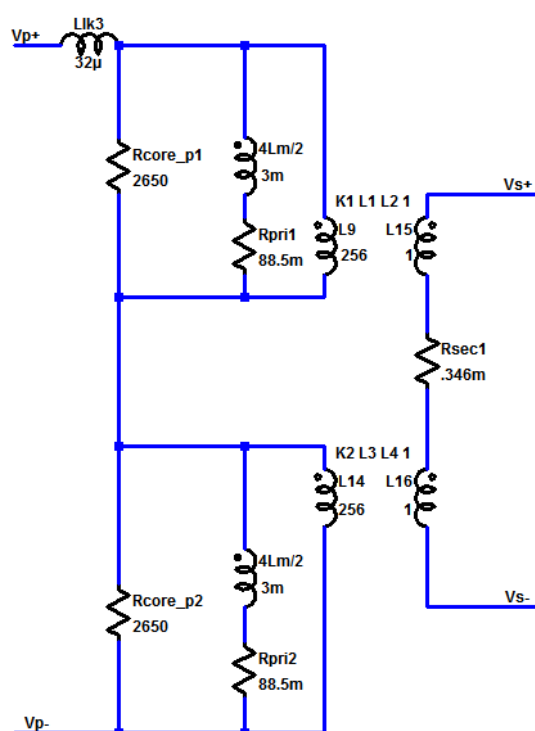 Llk3
Vp+
32µ
Rcore_p1
2650
4Lm/2
3m
Rpri1
88.5m
K1 L1 L2 1
L9
256
L15
1
Vs+
Rsec1
.346m
K2 L3 L4 1
L14
256
L16
1
4Lm/2
3m
Rcore_p2
2650
Rpri2
88.5m
Vs-
Vp-